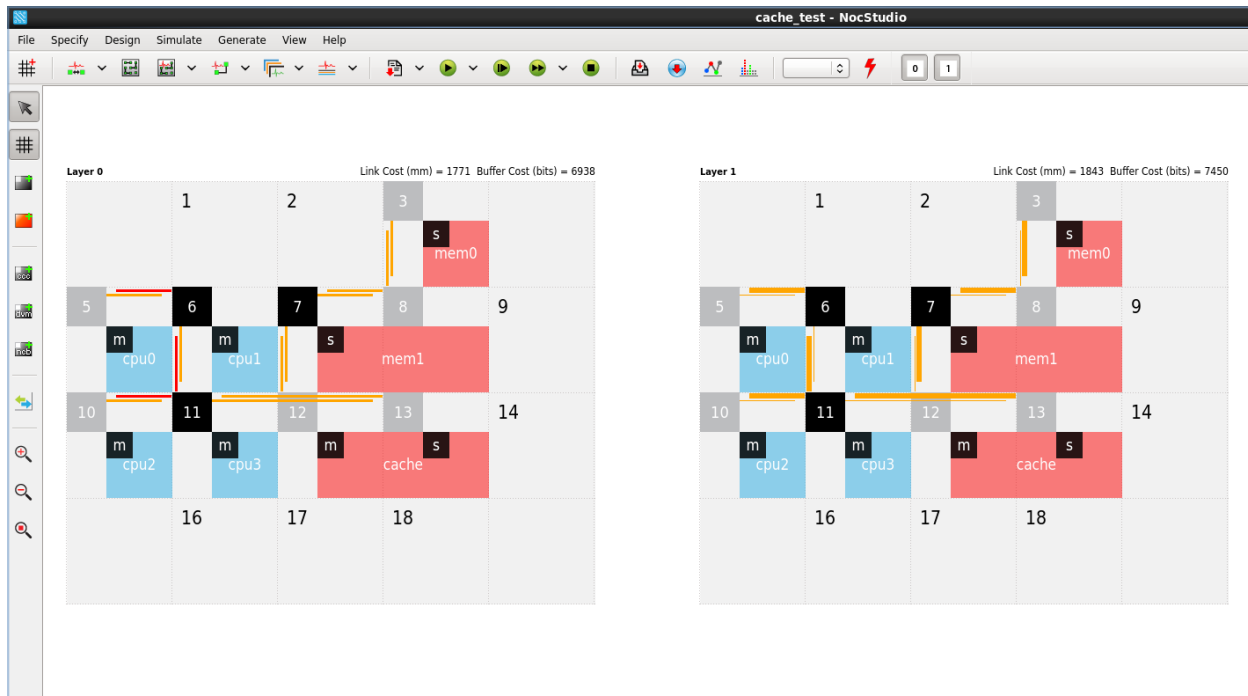 cache_test - NocStudio
File Specify Design Simulate Generate View Help
0 1
Layer 0 Link Cost (mm) = 1771 Buffer Cost (bits) = 6938
1 2 3
s
mem0
5 6 7 8 9
m m s
cpu0 cpu1 mem1
10 11 12 13 14
m m m s
cpu2 cpu3 cache
16 17 18
Layer 1 Link Cost (mm) = 1843 Buffer Cost (bits) = 7450
1 2 3
s
mem0
5 6 7 8 9
m m s
cpu0 cpu1 mem1
10 11 12 13 14
m m m s
cpu2 cpu3 cache
16 17 18